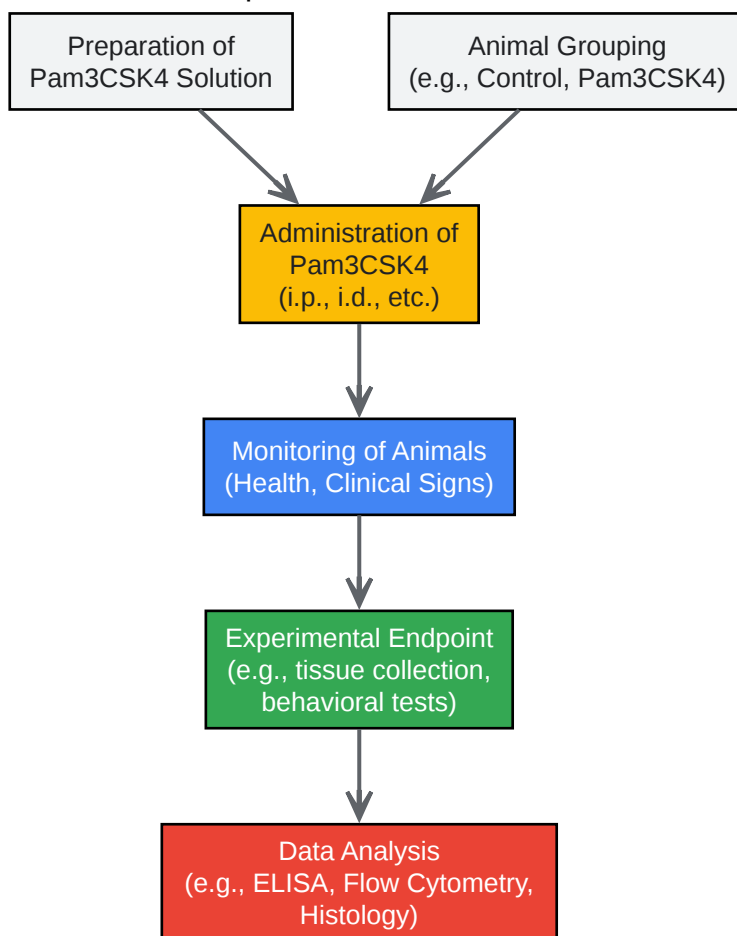 Preparation of
Pam3CSK4 Solution
Animal Grouping
(e.g., Control, Pam3CSK4)
Administration of
Pam3CSK4
(i.p., i.d., etc.)
Monitoring of Animals
(Health, Clinical Signs)
Experimental Endpoint
(e.g., tissue collection,
behavioral tests)
Data Analysis
(e.g., ELISA, Flow Cytometry,
Histology)